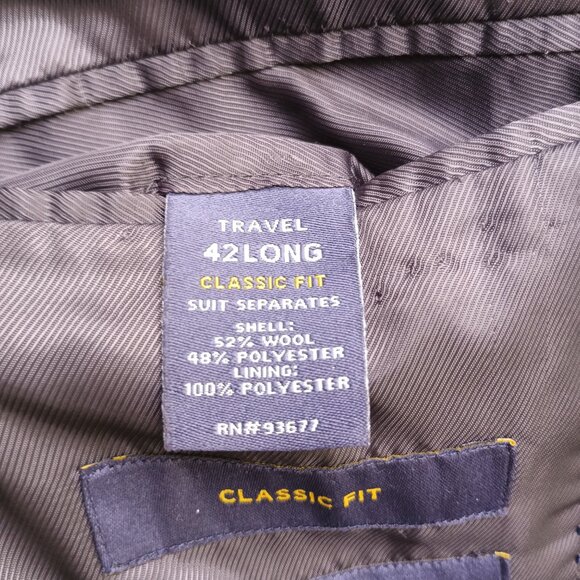 TRAVEL
42LONG
CLASSIC FIT
SUIT SEPARATES
SHELL:
52% WOOL
48% POLYESTER
LINING:
100% POLYESTER
RN#93677
CLASSIC FIT